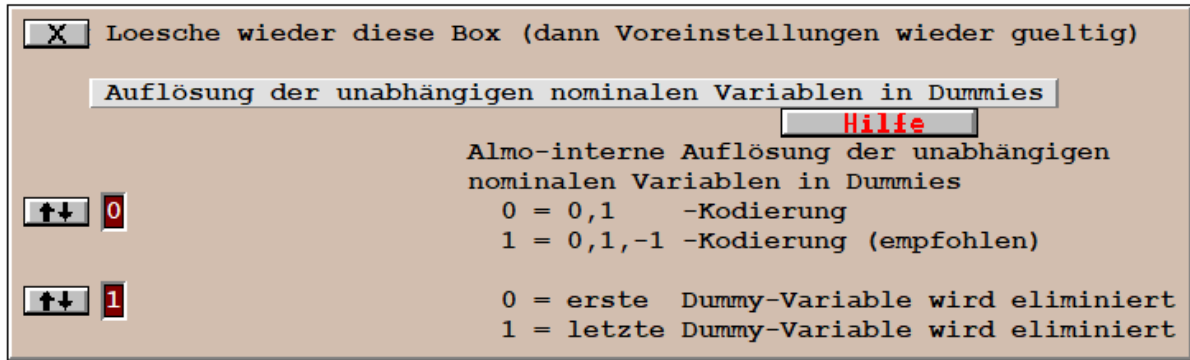 X Loesche wieder diese Box (dann Voreinstellungen wieder gueltig)
Auflösung der unabhängigen nominalen Variablen in Dummies
Hilfe
Almo-interne Auflösung der unabhängigen
nominalen Variablen in Dummies
0 0 = 0,1 -Kodierung
1 = 0,1,-1 -Kodierung (empfohlen)
1 0 = erste Dummy-Variable wird eliminiert
1 = letzte Dummy-Variable wird eliminiert